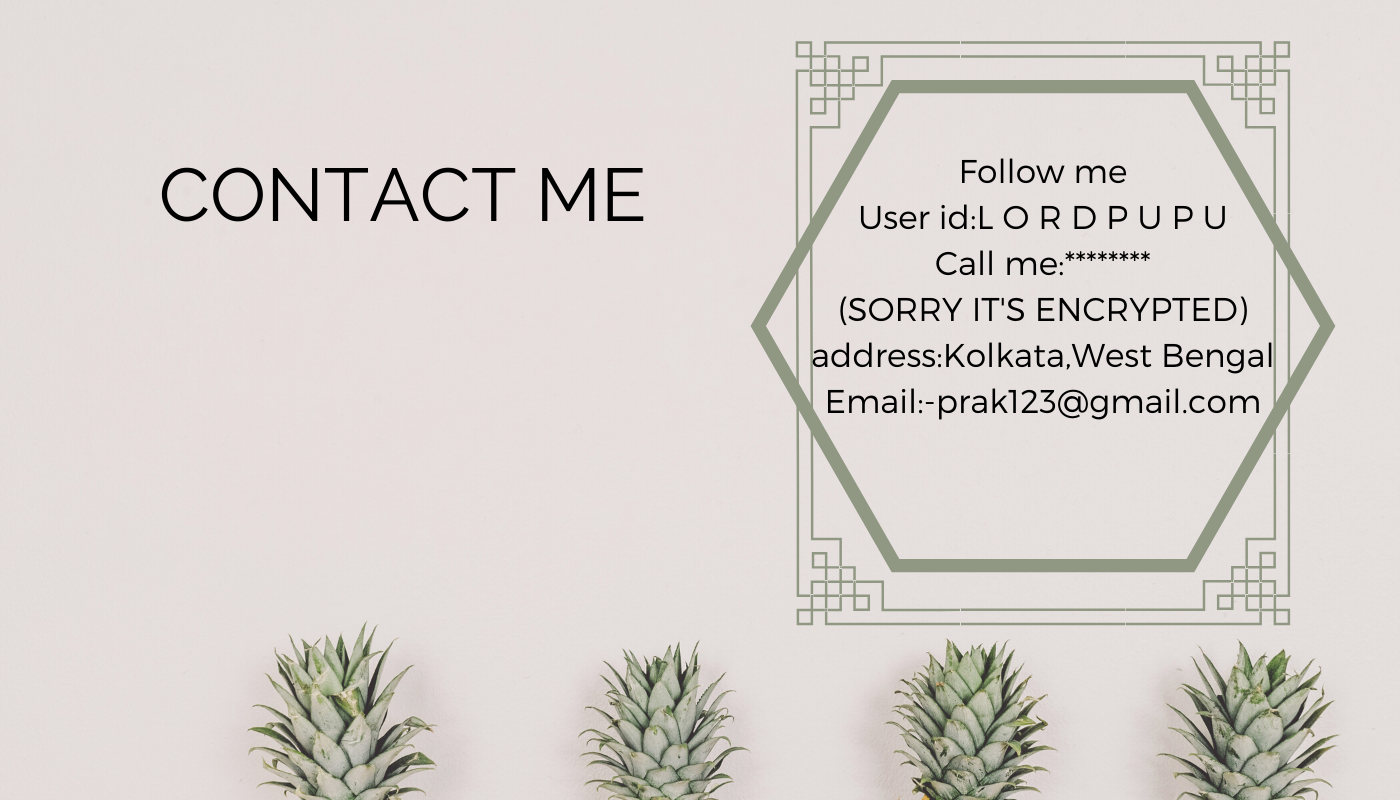 CONTACT ME
Follow me
User id:L O R D P U P U
Call me:********
(SORRY IT'S ENCRYPTED)
address:Kolkata,West Bengal
Email:-prak123@gmail.com